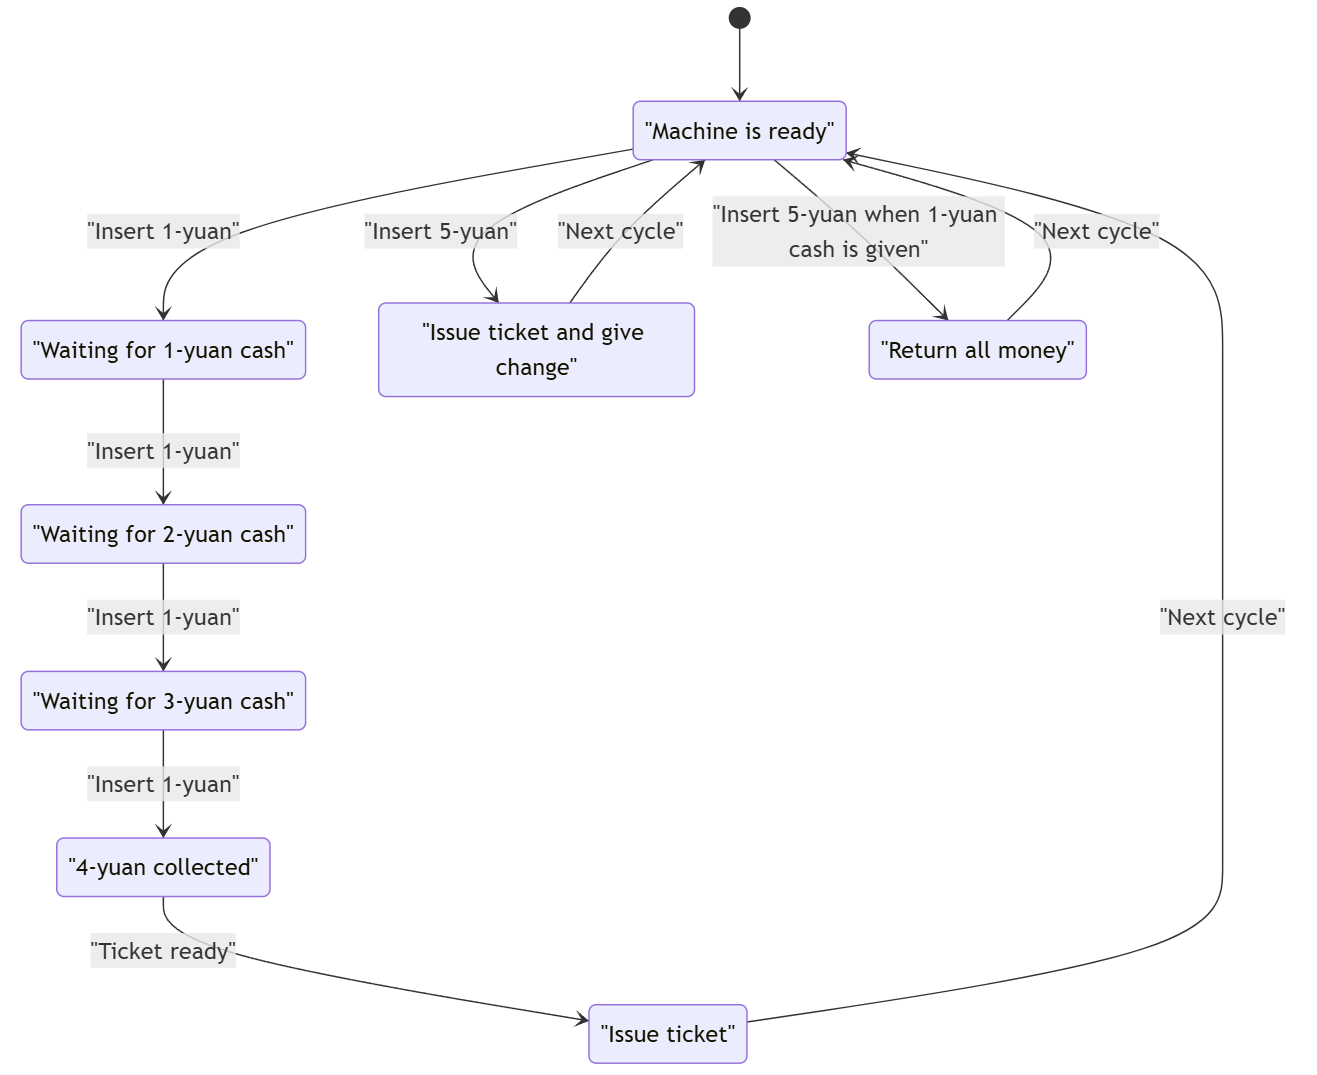 "Machine is ready"
"Insert 1-yuan"
"Insert 5-yuan"
"Next cycle"
"Insert 5-yuan when 1-yuan
cash is given"
"Next cycle"
"Waiting for 1-yuan cash"
"Issue ticket and give
change"
"Return all money"
"Insert 1-yuan"
"Waiting for 2-yuan cash"
"Insert 1-yuan"
"Next cycle"
"Waiting for 3-yuan cash"
"Insert 1-yuan"
"4-yuan collected"
"Ticket ready"
"Issue ticket"